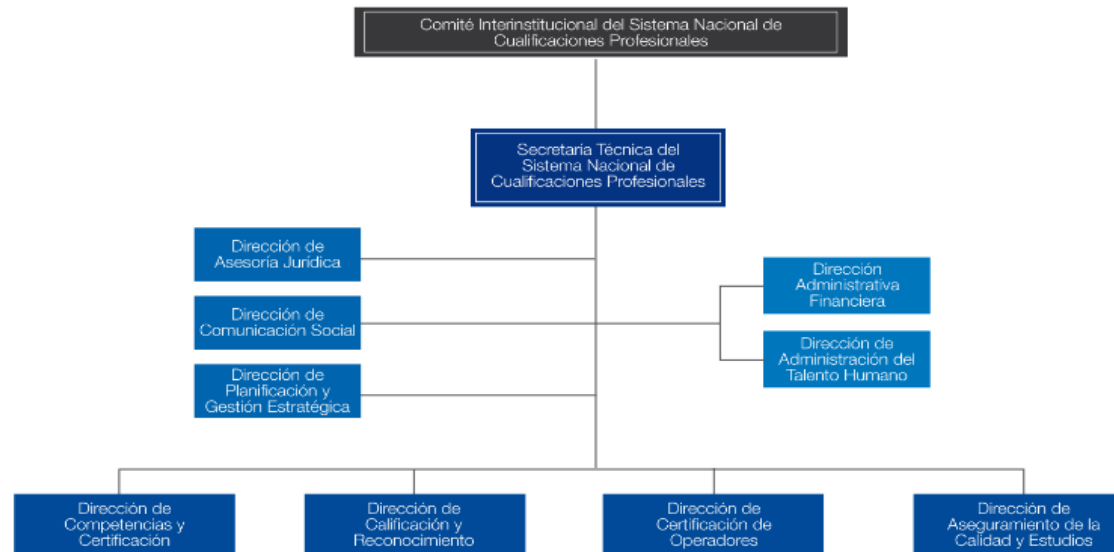 Comité Interinstitucional del Sistema Nacional de
Cualificaciones Profesionales
Secretaría Técnica del
Sistema Nacional de
Cualificaciones Profesionales
Dirección de
Asesoría Jurídica
Dirección de
Comunicación Social
Dirección de
Planificación y
Gestión Estratégica
Dirección
Administrativa
Financiera
Dirección de
Administración del
Talento Humano
Dirección de
Competencias y
Certificación
Dirección de
Calificación y
Reconocimiento
Dirección de
Certificación de
Operadores
Dirección de
Aseguramiento de la
Calidad y Estudios